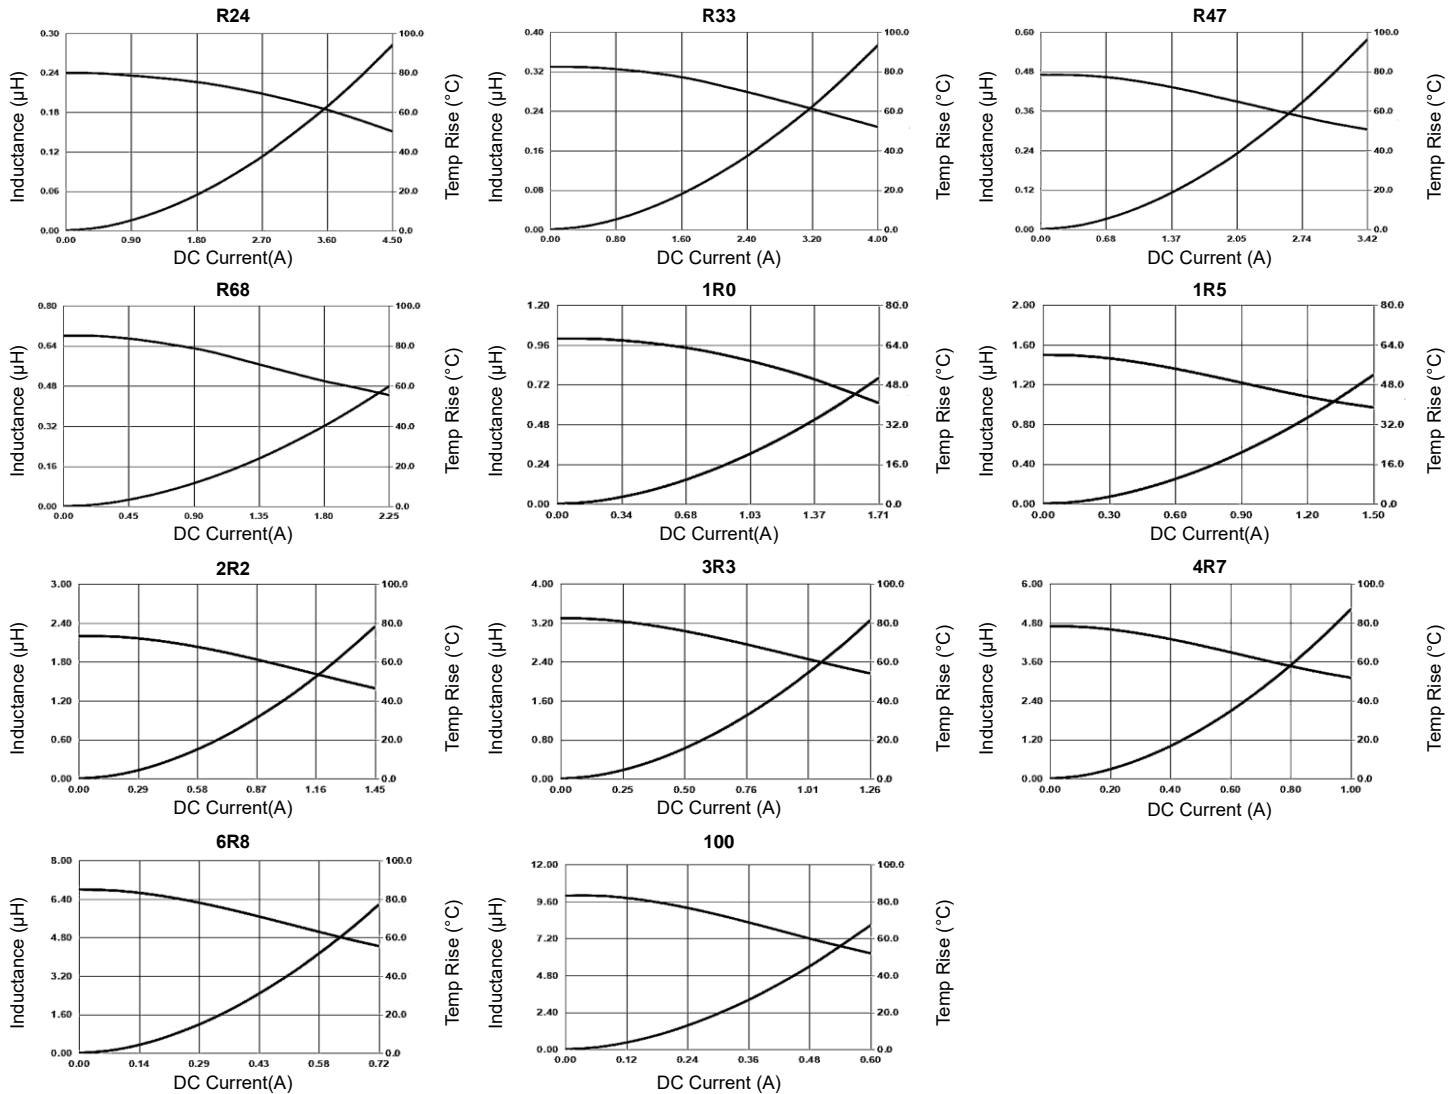 R24
Inductance (µH)
0.30
0.24
0.18
0.12
0.06
0.00
100.0
80.0
60.0
40.0
20.0
0.0
Temp Rise (°C)
0.00 0.90 1.80 2.70 3.60 4.50
DC Current(A)
R33
Inductance (µH)
0.40
0.32
0.24
0.16
0.08
0.00
100.0
80.0
60.0
40.0
20.0
0.0
Temp Rise (°C)
0.00 0.80 1.60 2.40 3.20 4.00
DC Current (A)
R47
Inductance (µH)
0.60
0.48
0.36
0.24
0.12
0.00
100.0
80.0
60.0
40.0
20.0
0.0
Temp Rise (°C)
0.00 0.68 1.37 2.05 2.74 3.42
DC Current (A)
R68
Inductance (µH)
0.80
0.64
0.48
0.32
0.16
0.00
100.0
80.0
60.0
40.0
20.0
0.0
Temp Rise (°C)
0.00 0.45 0.90 1.35 1.80 2.25
DC Current(A)
1R0
Inductance (µH)
1.20
0.96
0.72
0.48
0.24
0.00
80.0
64.0
48.0
32.0
16.0
0.0
Temp Rise (°C)
0.00 0.34 0.68 1.03 1.37 1.71
DC Current (A)
1R5
Inductance (µH)
2.00
1.60
1.20
0.80
0.40
0.00
80.0
64.0
48.0
32.0
16.0
0.0
Temp Rise (°C)
0.00 0.30 0.60 0.90 1.20 1.50
DC Current (A)
2R2
Inductance (µH)
3.00
2.40
1.80
1.20
0.60
0.00
100.0
80.0
60.0
40.0
20.0
0.0
Temp Rise (°C)
0.00 0.29 0.58 0.87 1.16 1.45
DC Current(A)
3R3
Inductance (µH)
4.00
3.20
2.40
1.60
0.80
0.00
100.0
80.0
60.0
40.0
20.0
0.0
Temp Rise (°C)
0.00 0.25 0.50 0.76 1.01 1.26
DC Current (A)
4R7
Inductance (µH)
6.00
4.80
3.60
2.40
1.20
0.00
100.0
80.0
60.0
40.0
20.0
0.0
Temp Rise (°C)
0.00 0.20 0.40 0.60 0.80 1.00
DC Current (A)
6R8
Inductance (µH)
8.00
6.40
4.80
3.20
1.60
0.00
100.0
80.0
60.0
40.0
20.0
0.0
Temp Rise (°C)
0.00 0.14 0.29 0.43 0.58 0.72
DC Current(A)
100
Inductance (µH)
12.00
9.60
7.20
4.80
2.40
0.00
100.0
80.0
60.0
40.0
20.0
0.0
Temp Rise (°C)
0.00 0.12 0.24 0.36 0.48 0.60
DC Current (A)